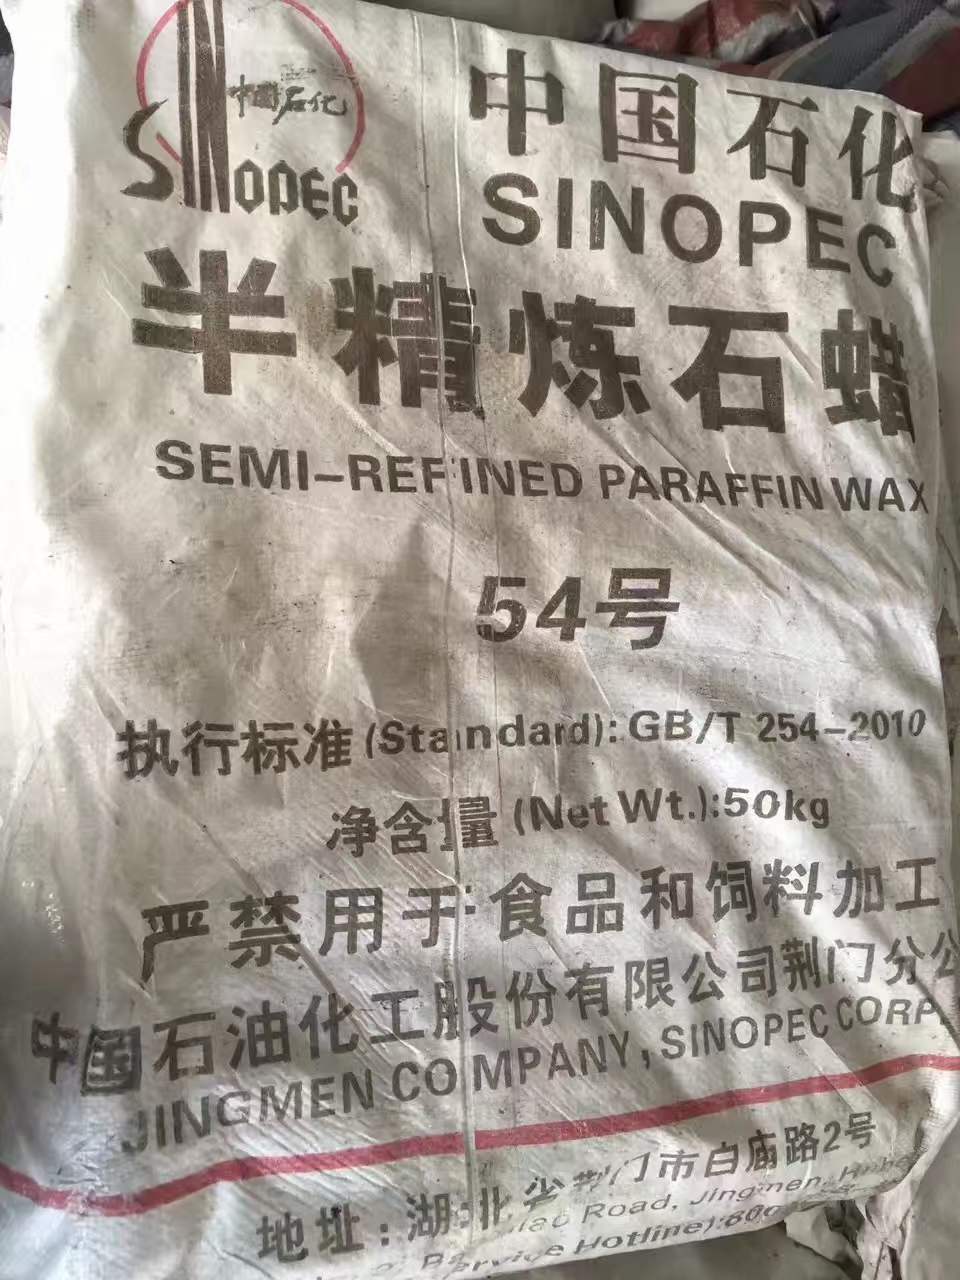 中国石化
SINOPEC
中国石化
SINOPEC
半精炼石蜡
SEMI-REFINED PARAFFIN WAX
54号
执行标准(Standard):GB/T 254-2010
净含量(Net Wt.):50kg
严禁用于食品和饲料加工
中国石油化工股份有限公司荆门分公
JINGMEN COMPANY, SINOPEC CORP.
地址:湖北省荆门市白庙路2号
Road, Jingmen,
Service Hotline):